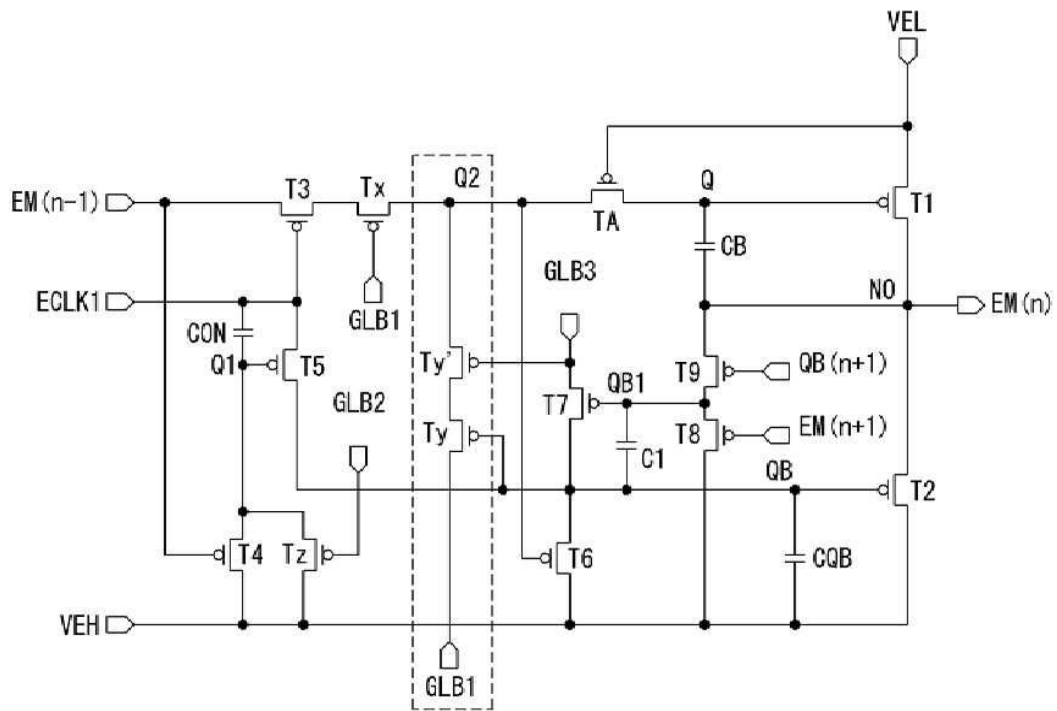 VEL
EM(n-1)
T3
Tx
Q2
TA
Q
T1
CB
GLB3
NO
EM(n)
ECLK1
GLB1
CON
Q1
T5
Ty'
T9
QB(n+1)
QB1
T7
GLB2
Ty
T8
EM(n+1)
C1
QB
T2
T4
Tz
T6
CQB
VEH
GLB1